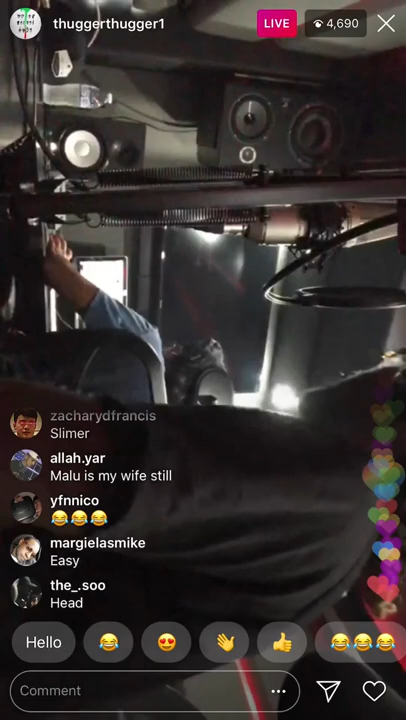 thuggerthugger1
LIVE
4,690
zacharydfrancis
Slimer
allah.yar
Malu is my wife still
yfnnico
😂😂😂
margielasmike
Easy
the_.soo
Head
Hello 😂 😍 👋 👍 😂😂😂
Comment